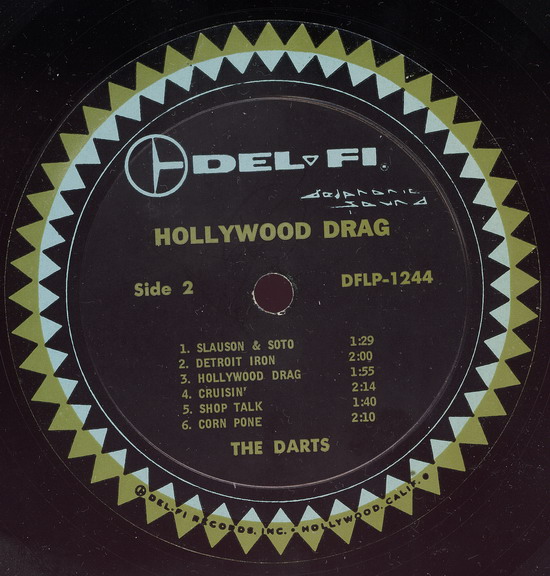 DEL-FI
dedphonic
sound
HOLLYWOOD DRAG
Side 2
DFLP-1244
1. SLAUSON & SOTO 1:29
2. DETROIT IRON 2:00
3. HOLLYWOOD DRAG 1:55
4. CRUISIN' 2:14
5. SHOP TALK 1:40
6. CORN PONE 2:10
THE DARTS
DEL-FI RECORDS, INC. • HOLLYWOOD, CALIF.